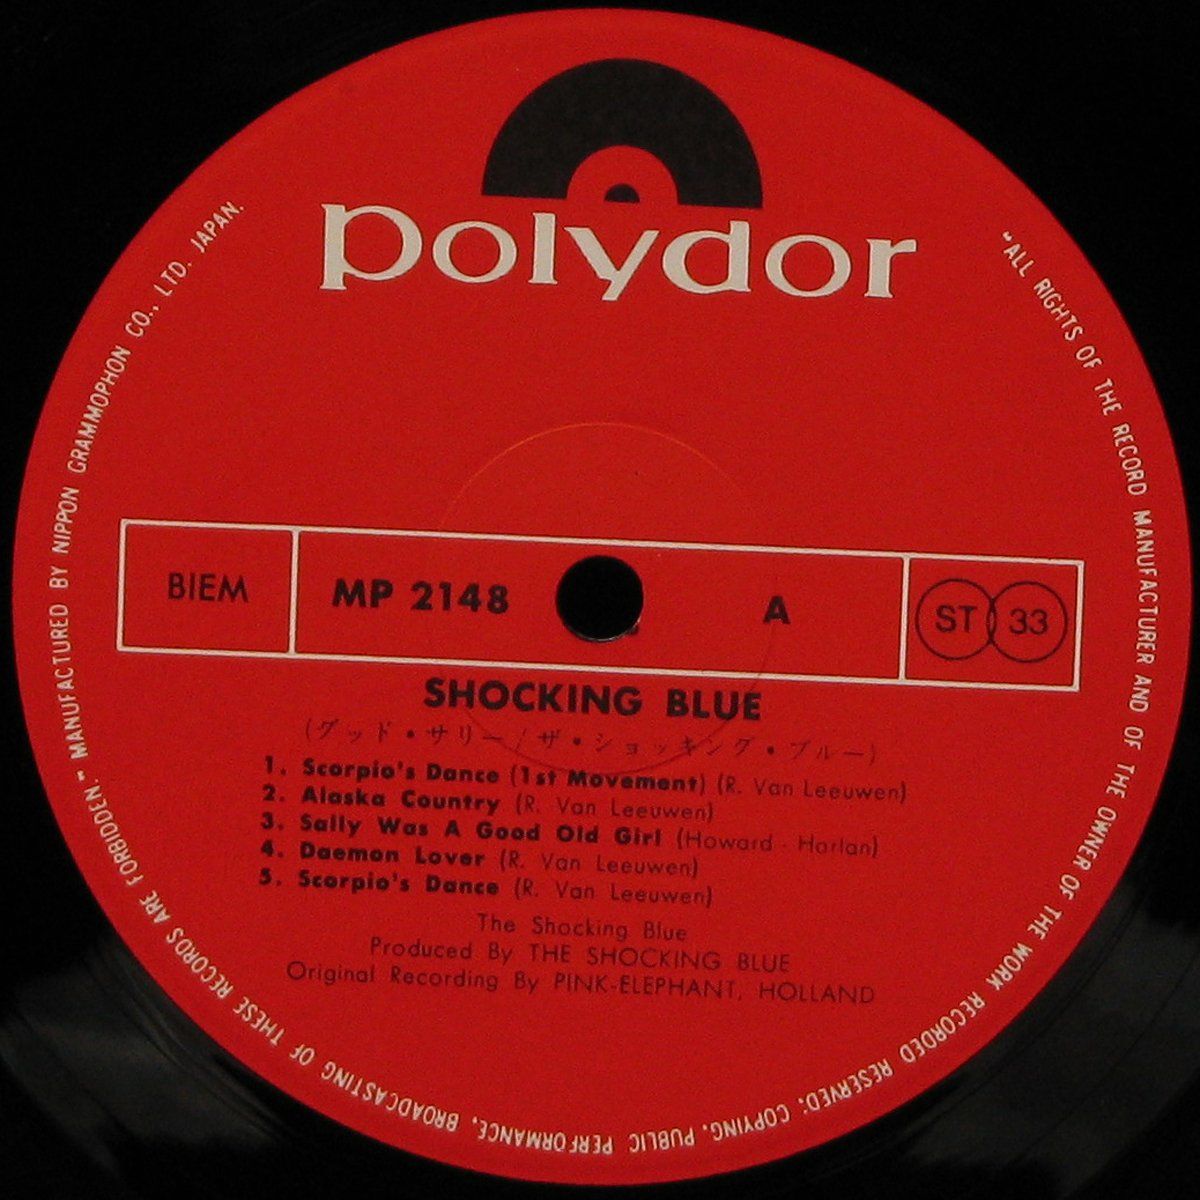 polydor
"MANUFACTURED BY NIPPON GRAMMOPHON CO., LTD. JAPAN.
"ALL RIGHTS OF THE RECORD MANUFACTURER AND OF THE OWNER OF THE WORK RECORDED RESERVED; COPYING, PUBLIC PERFORMANCE, BROADCASTING OF THESE RECORDS ARE FORBIDDEN."
BIEM MP 2148 A ST 33
SHOCKING BLUE
(グッド・サリー/ザ・ショッキング・ブルー)
1. Scorpio's Dance (1st Movement) (R. Van Leeuwen)
2. Alaska Country (R. Van Leeuwen)
3. Sally Was A Good Old Girl (Howard - Harlan)
4. Daemon Lover (R. Van Leeuwen)
5. Scorpio's Dance (R. Van Leeuwen)
The Shocking Blue
Produced By THE SHOCKING BLUE
Original Recording By PINK-ELEPHANT, HOLLAND